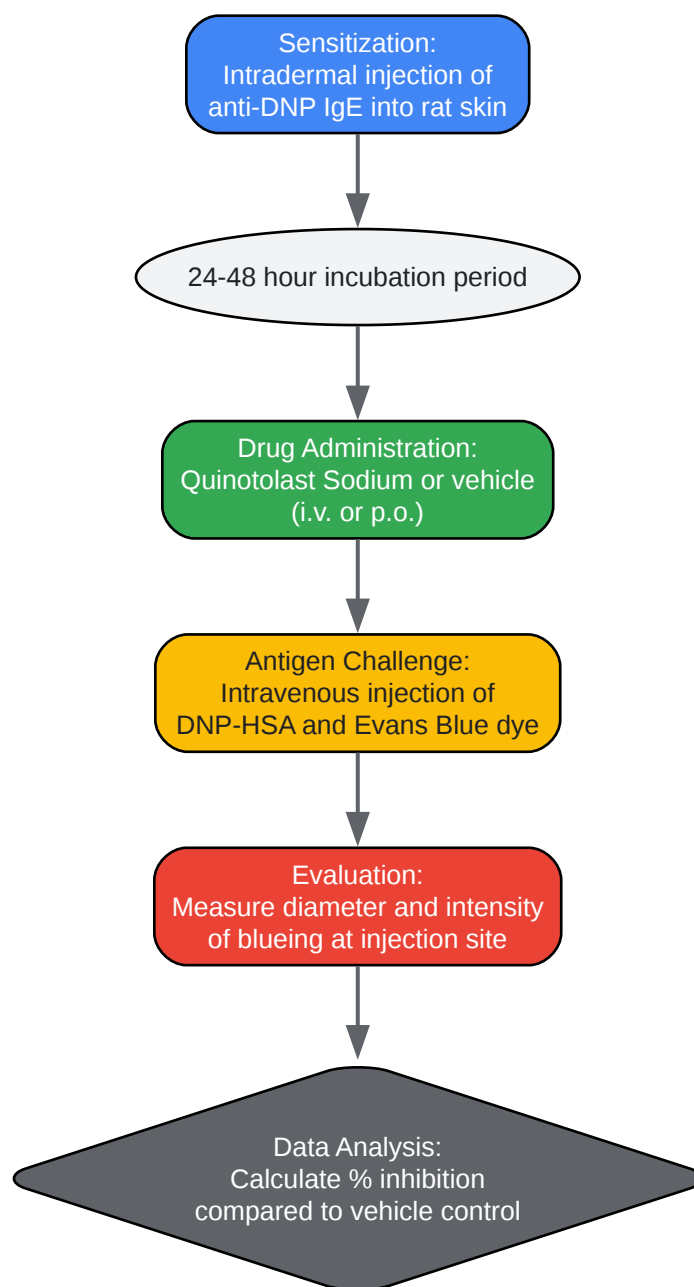 Sensitization:
Intradermal injection of
anti-DNP IgE into rat skin
24-48 hour incubation period
Drug Administration:
Quinotolast Sodium or vehicle
(i.v. or p.o.)
Antigen Challenge:
Intravenous injection of
DNP-HSA and Evans Blue dye
Evaluation:
Measure diameter and intensity
of blueing at injection site
Data Analysis:
Calculate % inhibition
compared to vehicle control